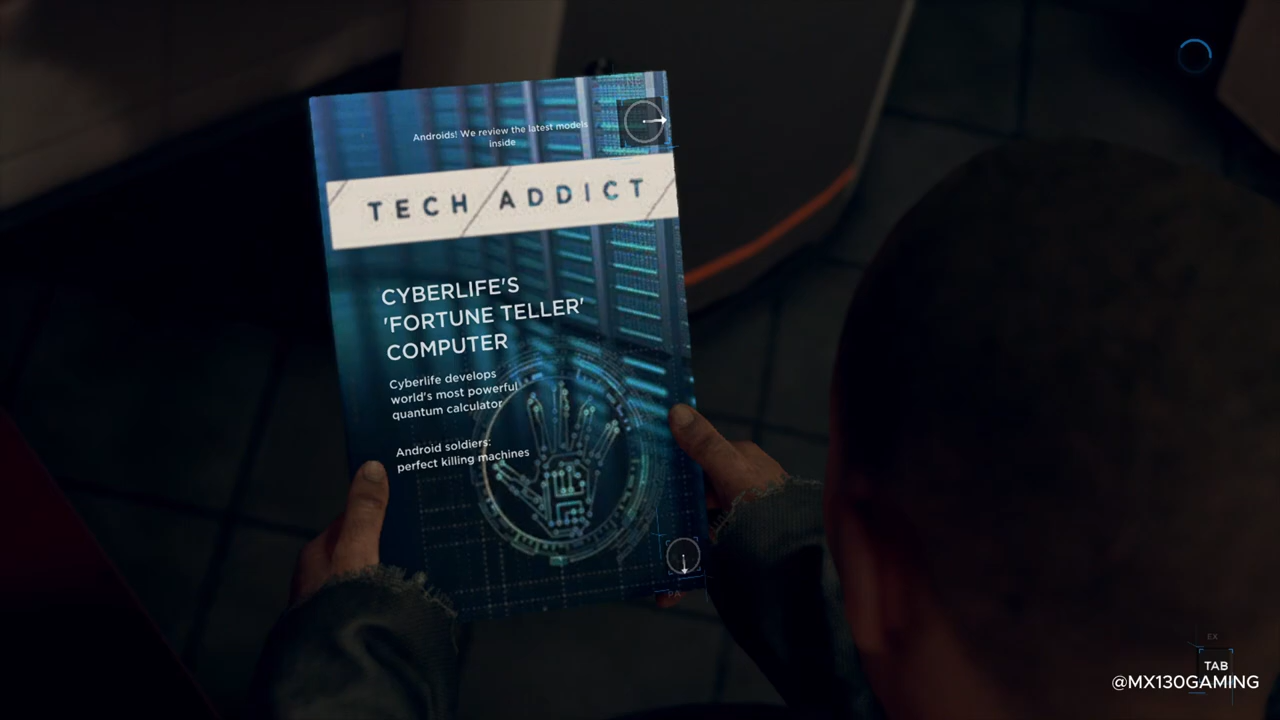 Androids! We review the latest models
inside
TECH ADDICT
CYBERLIFE'S
'FORTUNE TELLER'
COMPUTER
Cyberlife develops
world's most powerful
quantum calculator
Android soldiers:
perfect killing machines
EX
TAB
@MX130GAMING